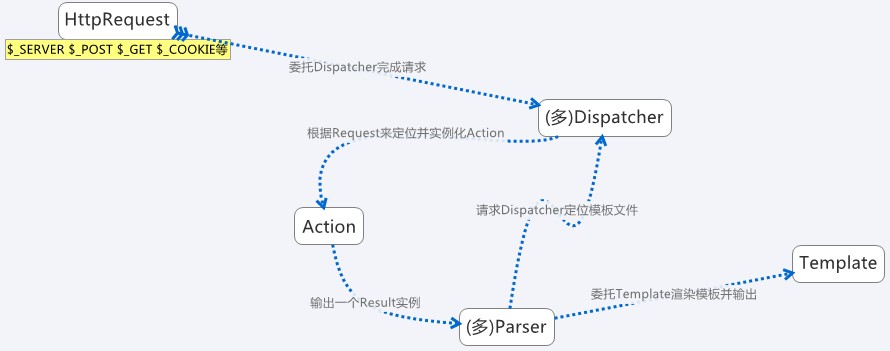 HttpRequest
$_SERVER $_POST $_GET $_COOKIE等
委托Dispatcher完成请求
(多)Dispatcher
根据Request来定位并实例化Action
请求Dispatcher定位模板文件
Action
Template
委托Template渲染模板并输出
输出一个Result实例
(多)Parser